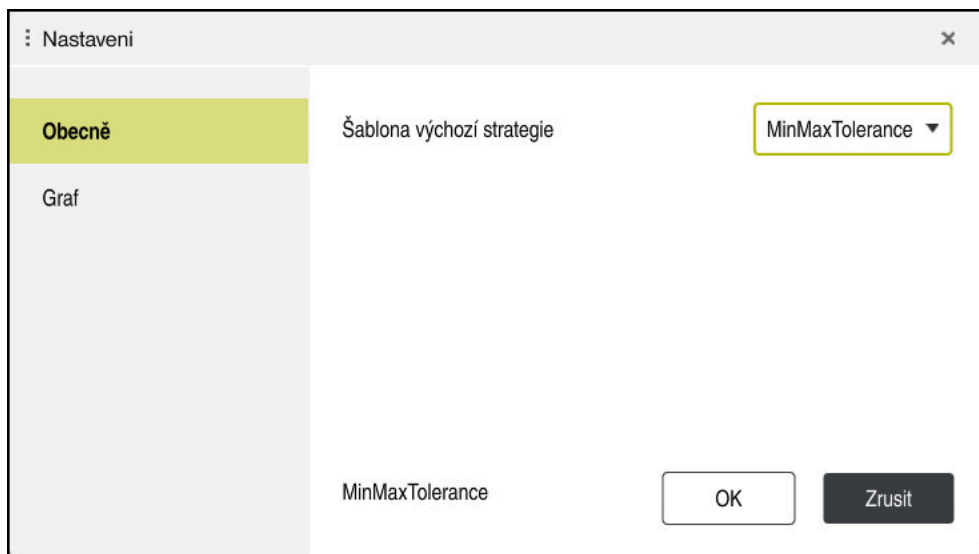 Nastaveni
Obecně
Graf
Šablona výchozí strategie
MinMaxTolerance
MinMaxTolerance
OK
Zrusit